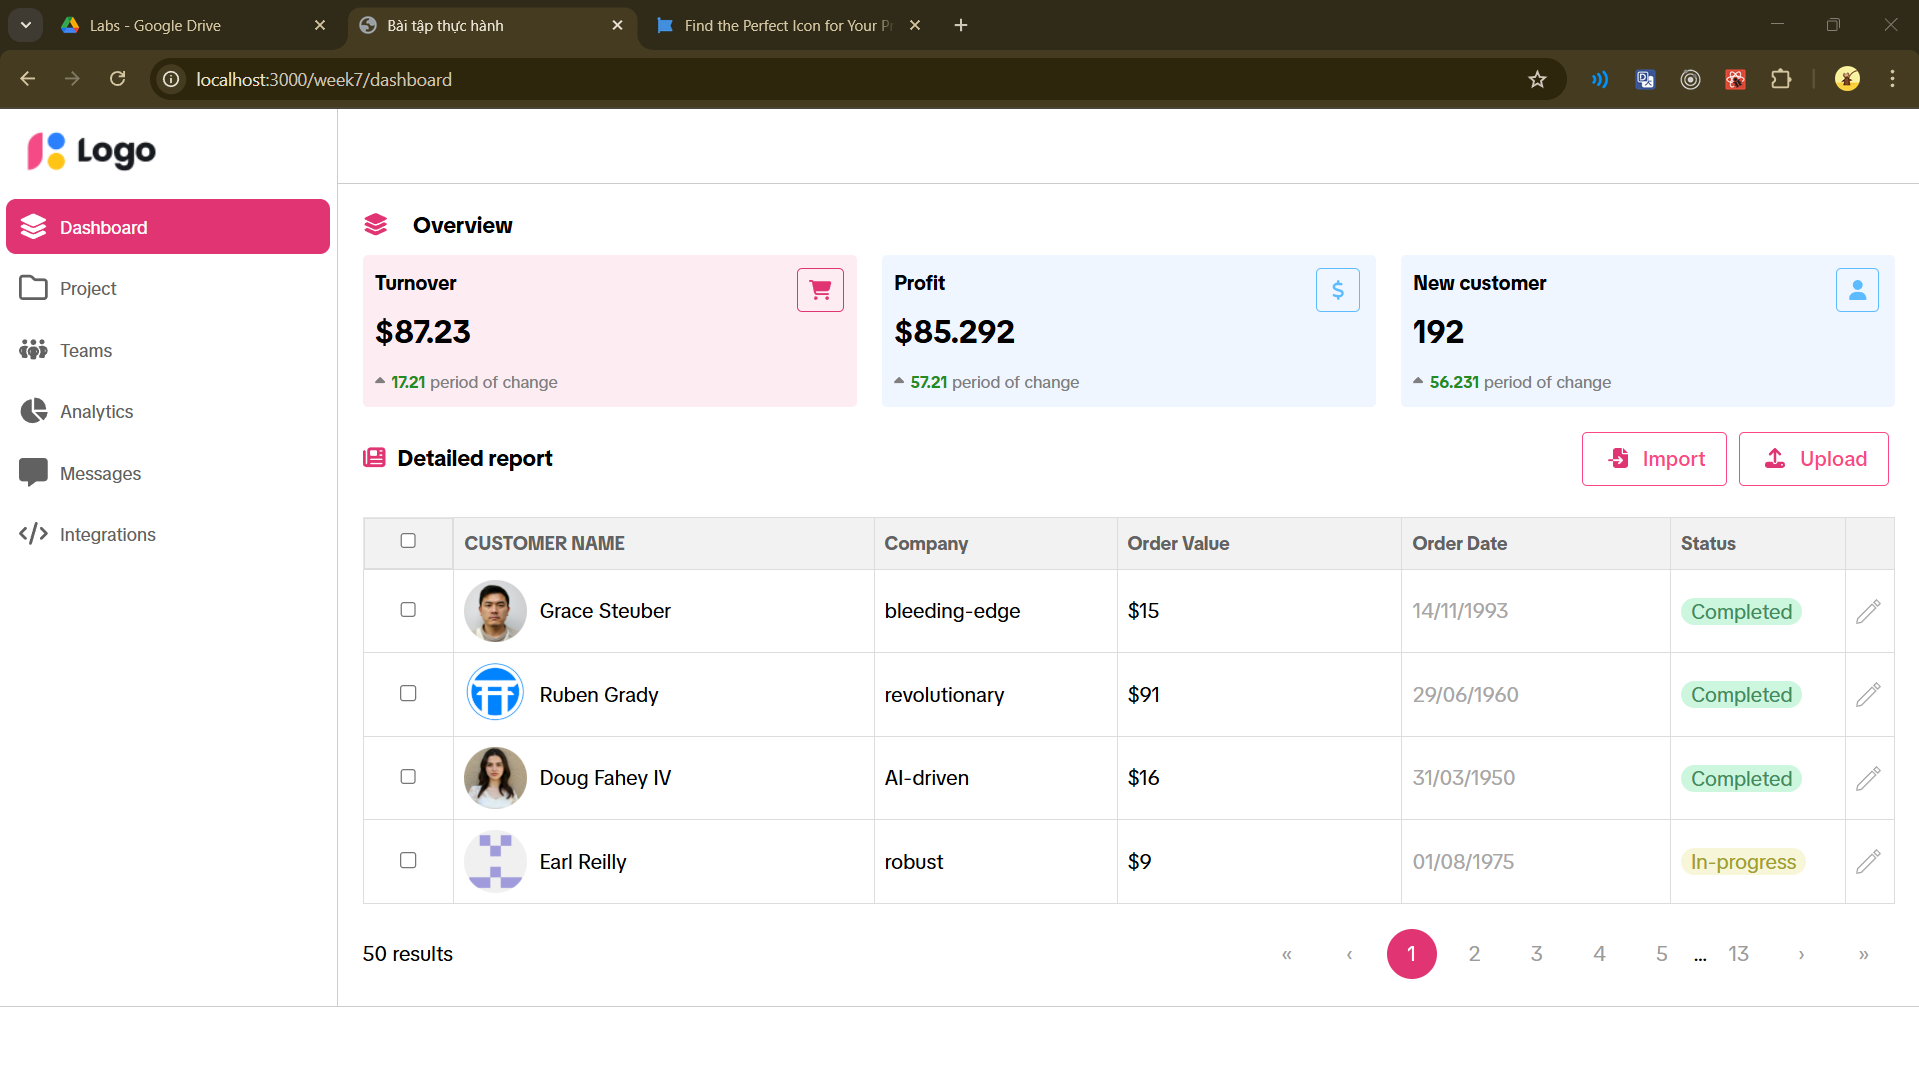 Labs - Google Drive
Bài tập thực hành
Find the Perfect Icon for Your P
localhost:3000/week7/dashboard
Logo
Dashboard
Project
Teams
Analytics
Messages
Integrations
Overview
Turnover
$87.23
17.21 period of change
Profit
$85.292
57.21 period of change
New customer
192
56.231 period of change
Detailed report
Import
Upload
CUSTOMER NAME Company Order Value Order Date Status
Grace Steuber bleeding-edge $15 14/11/1993 Completed
Ruben Grady revolutionary $91 29/06/1960 Completed
Doug Fahey IV AI-driven $16 31/03/1950 Completed
Earl Reilly robust $9 01/08/1975 In-progress
50 results
« ‹ 1 2 3 4 5 ... 13 › »